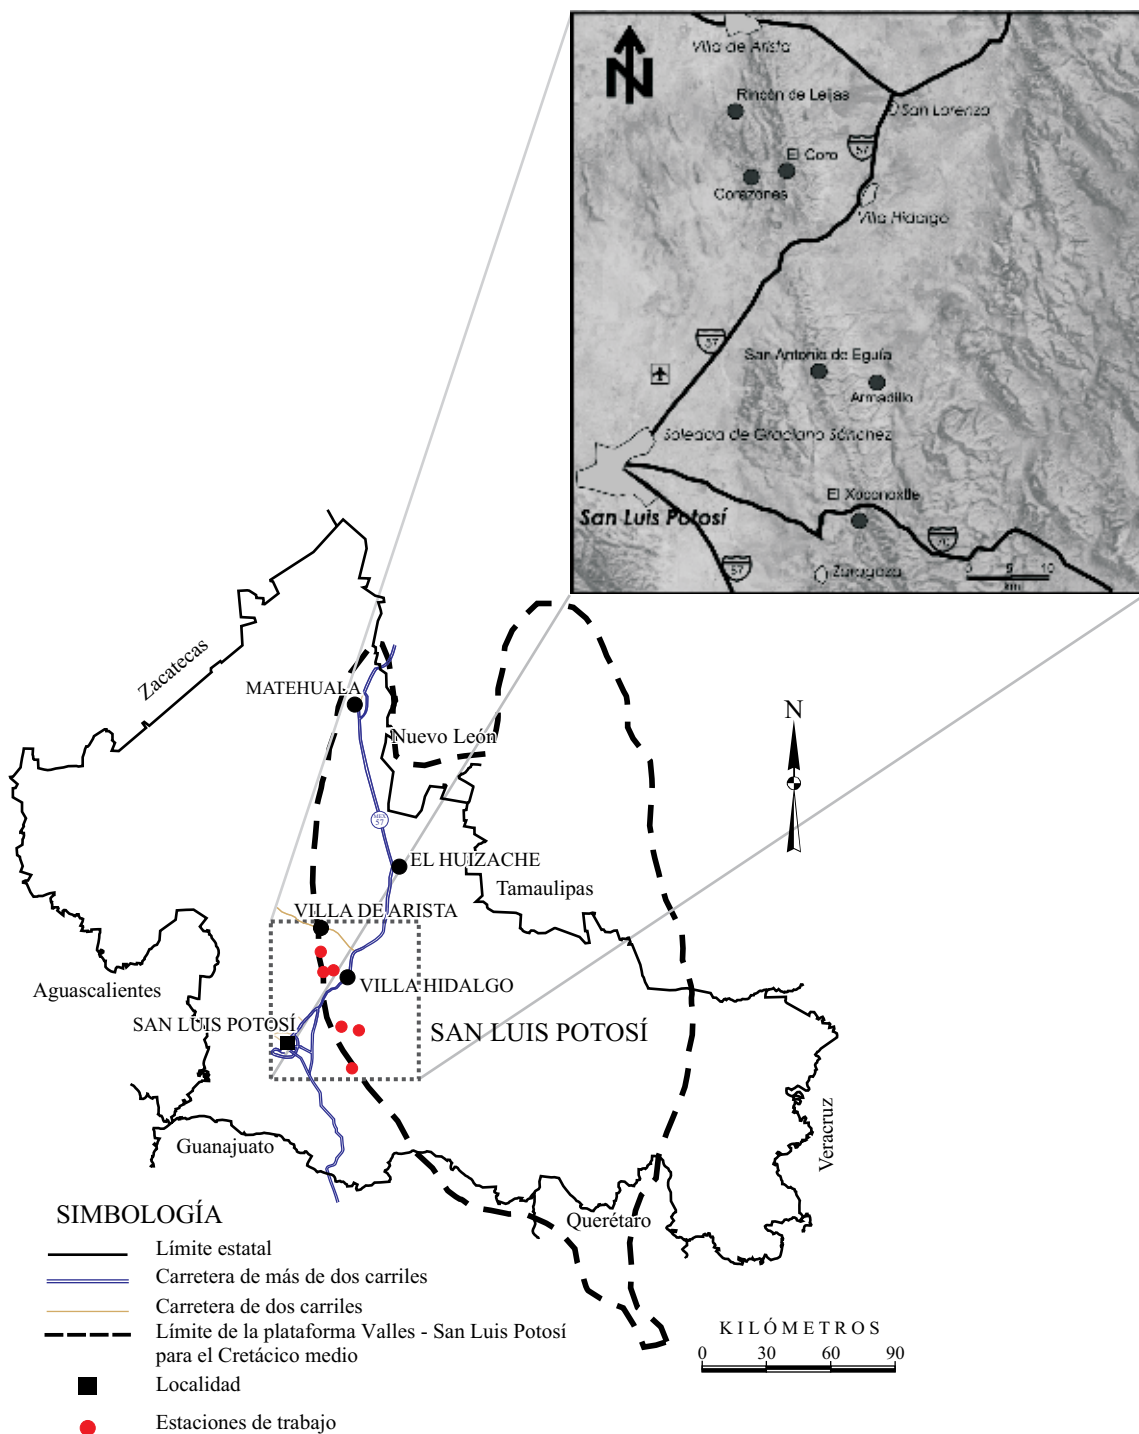 Villa de Arista
N
Rincón de Leijas
San Lorenzo
57
El Coro
Corazones
Villa Hidalgo
57
San Antonio de Eguía
Armadillo
Soledad de Graciano Sánchez
El Xoconoxtle
San Luis Potosí
70
57
Zaragoza
0 5 10
km
Zacatecas
MATEHUALA
Nuevo León
N
MEX
57
EL HUIZACHE
Tamaulipas
VILLA DE ARISTA
Aguascalientes
VILLA HIDALGO
SAN LUIS POTOSÍ
SAN LUIS POTOSÍ
Veracruz
Guanajuato
Querétaro
SIMBOLOGÍA
Límite estatal
Carretera de más de dos carriles
Carretera de dos carriles
Límite de la plataforma Valles - San Luis Potosí
para el Cretácico medio
Localidad
Estaciones de trabajo
KILÓMETROS
0 30 60 90